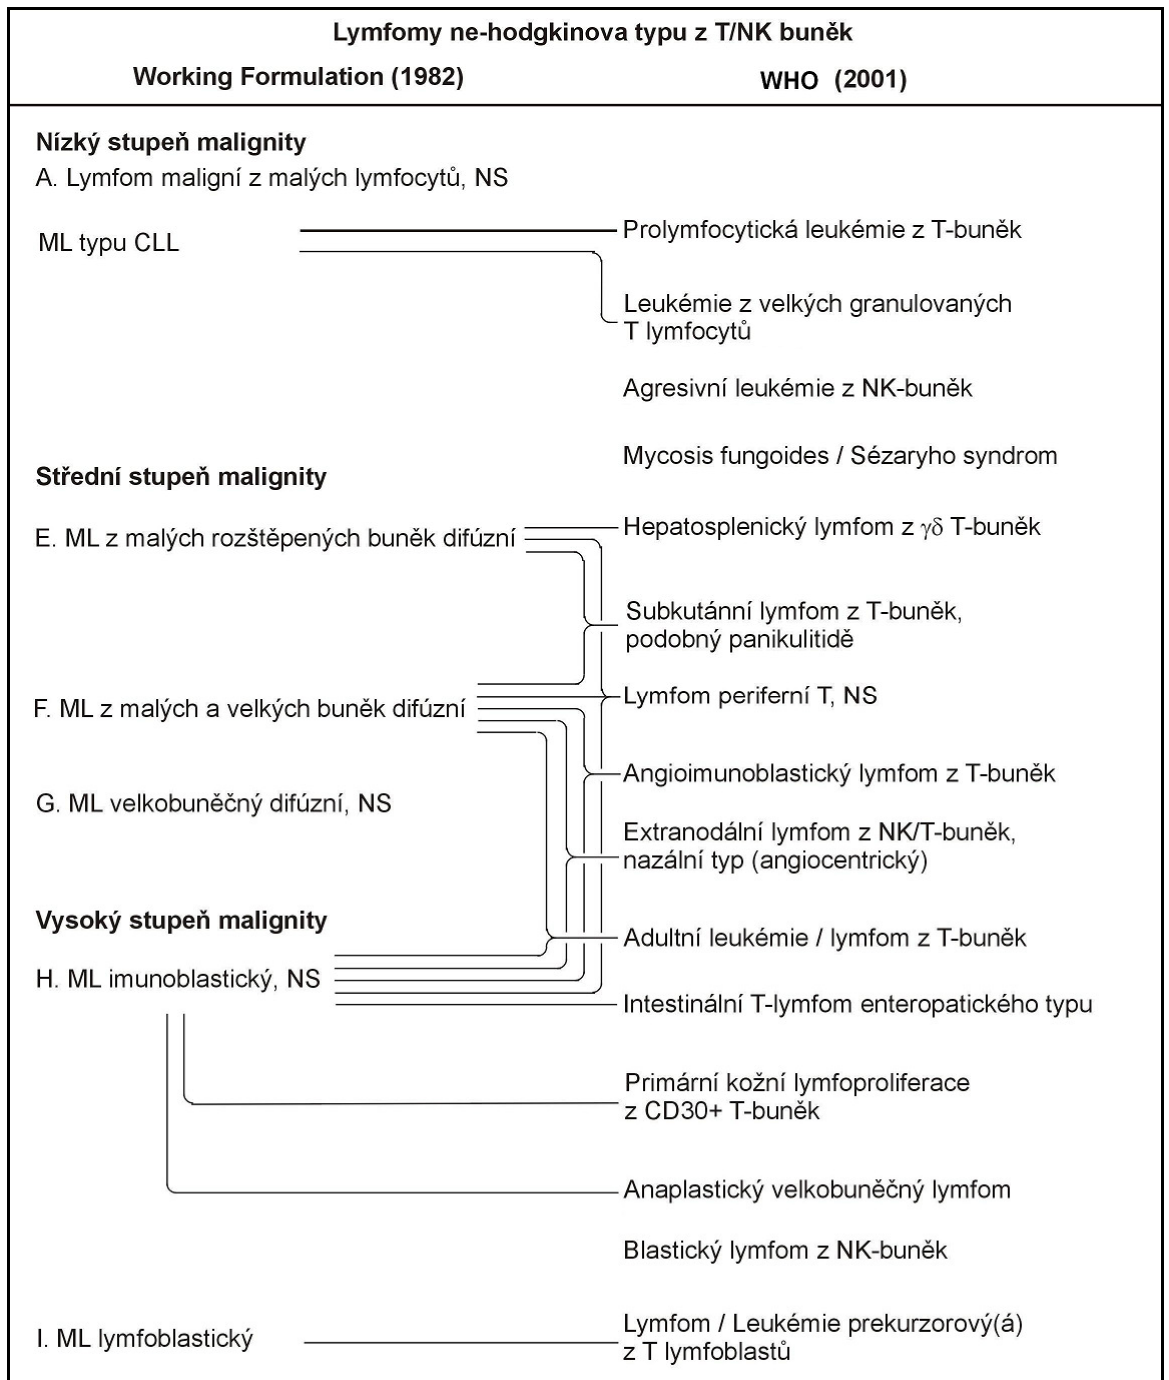 Lymfomy ne-hodgkinova typu z T/NK buněk
Working Formulation (1982)
WHO (2001)
Nízký stupeň malignity
A. Lymfom maligní z malých lymfocytů, NS
ML typu CLL
Prolymfocytická leukémie z T-buněk
Leukémie z velkých granulovaných
T lymfocytů
Agresivní leukémie z NK-buněk
Mycosis fungoides / Sézaryho syndrom
Střední stupeň malignity
E. ML z malých rozštěpených buněk difúzní
Hepatosplenický lymfom z γδ T-buněk
Subkutánní lymfom z T-buněk,
podobný panikulitidě
F. ML z malých a velkých buněk difúzní
Lymfom periferní T, NS
Angioimunoblastický lymfom z T-buněk
G. ML velkobuněčný difúzní, NS
Extranodální lymfom z NK/T-buněk,
nazální typ (angiocentrický)
Vysoký stupeň malignity
Adultní leukémie / lymfom z T-buněk
H. ML imunoblastický, NS
Intestinální T-lymfom enteropatického typu
Primární kožní lymfoproliferace
z CD30+ T-buněk
Anaplastický velkobuněčný lymfom
Blastický lymfom z NK-buněk
I. ML lymfoblastický
Lymfom / Leukémie prekurzorový(á)
z T lymfoblastů